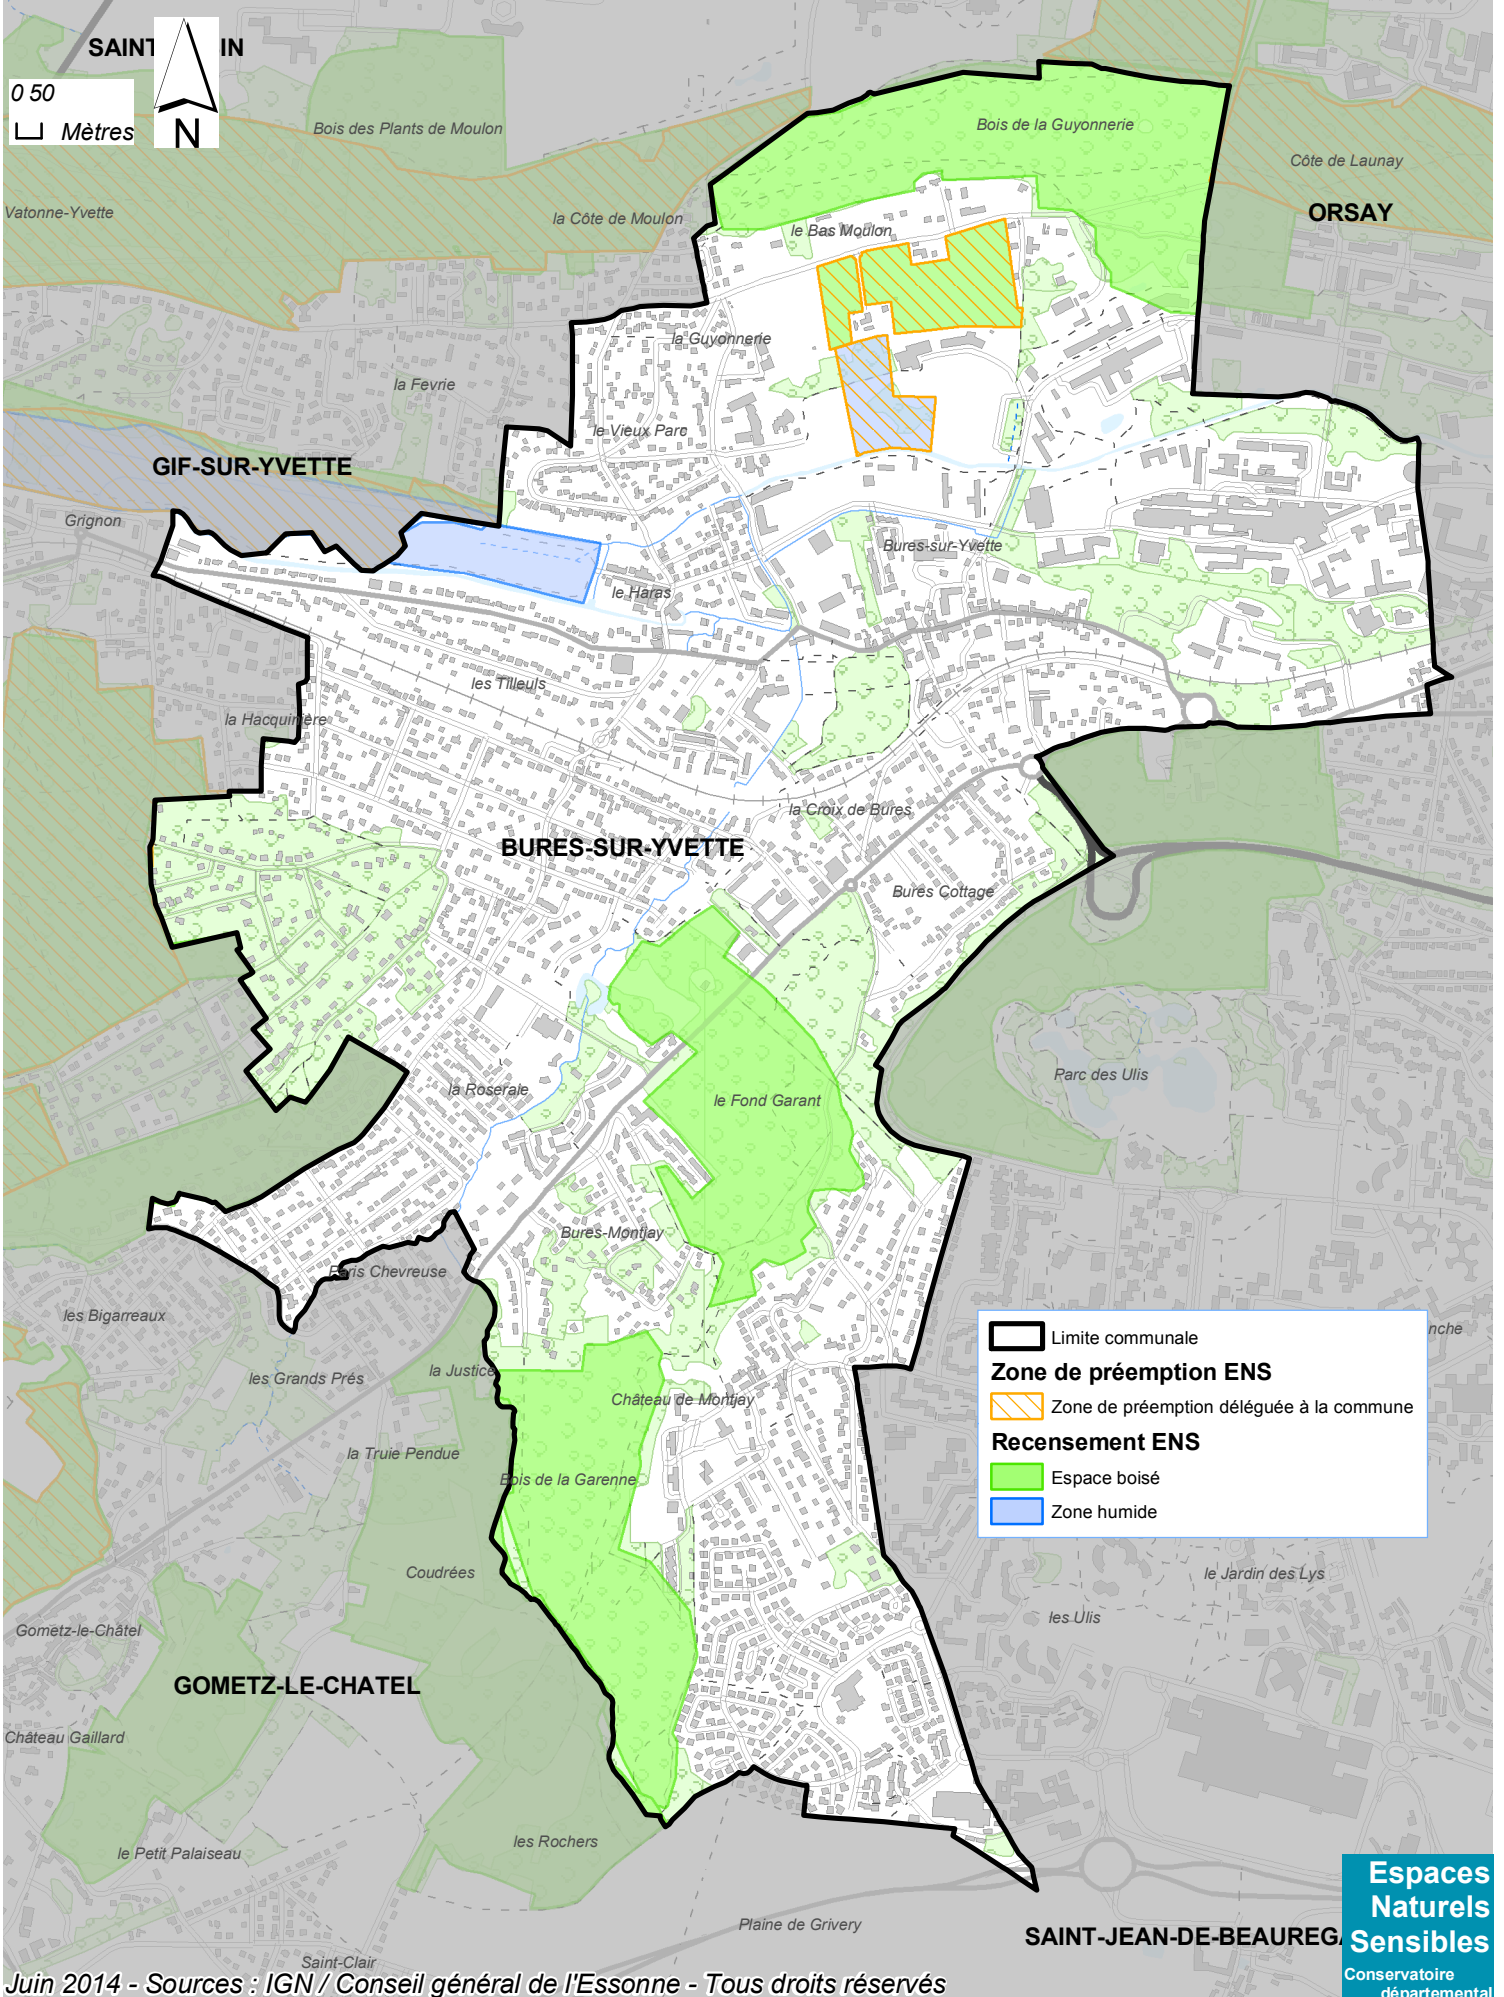 SAINT
IN
0 50
Mètres
N
Bois des Plants de Moulon
Bois de la Guyonnerie
Côte de Launay
Vatonne-Yvette
la Côte de Moulon
ORSAY
le Bas Moulon
la Guyonnerie
la Fevrie
le Vieux Parc
GIF-SUR-YVETTE
Grignon
Bures-sur-Yvette
le Haras
les Tilleuls
la Hacquinière
la Croix de Bures
BURES-SUR-YVETTE
Bures Cottage
Parc des Ulis
la Roseraie
le Fond Garant
Bures-Montjay
Paris Chevreuse
les Bigarreaux
nche
Limite communale
Zone de préemption ENS
Zone de préemption déléguée à la commune
Recensement ENS
Espace boisé
Zone humide
les Grands Prés
la Justice
Château de Montjay
la Truie Pendue
Bois de la Garenne
Coudrées
le Jardin des Lys
les Ulis
Gometz-le-Châtel
GOMETZ-LE-CHATEL
Château Gaillard
les Rochers
le Petit Palaiseau
Plaine de Grivery
SAINT-JEAN-DE-BEAUREGA
Espaces
Naturels
Sensibles
Conservatoire
départemental
Saint-Clair
Juin 2014 - Sources : IGN / Conseil général de l'Essonne - Tous droits réservés